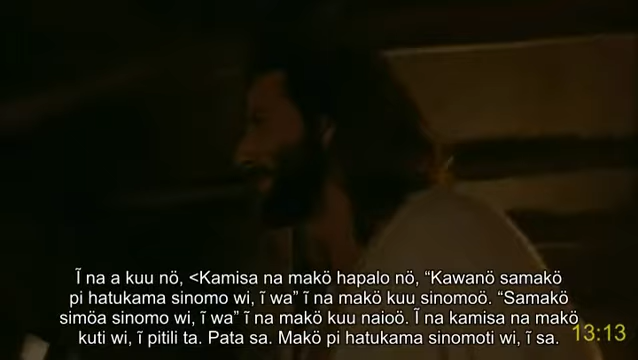 Ĩ na a kuu nö, <Kamisa na makö hapalo nö, “Kawanö samakö
pi hatukama sinomo wi, ĩ wa” ĩ na makö kuu sinomoö. “Samakö
simöa sinomo wi, ĩ wa” ĩ na makö kuu naioö. Ĩ na kamisa na makö
kuti wi, ĩ pitili ta. Pata sa. Makö pi hatukama sinomoti wi, ĩ sa.
13:13